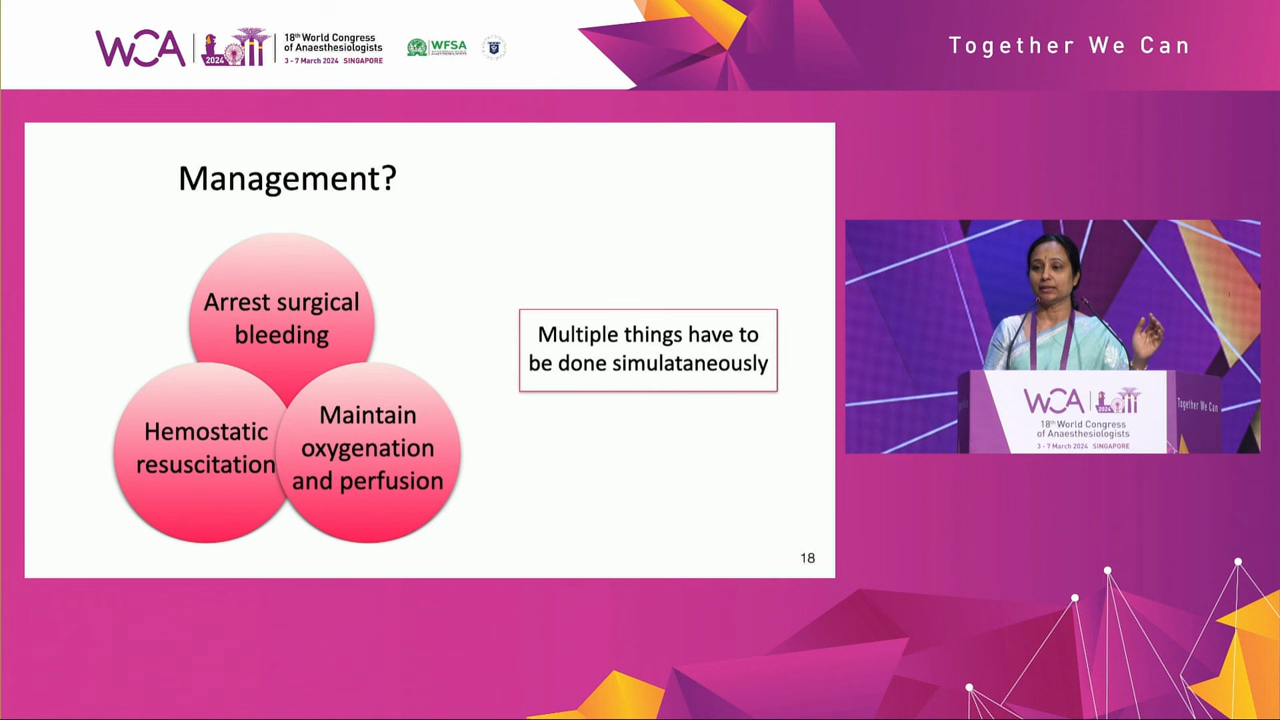 WCA
2024
18th World Congress
of Anaesthesiologists
3 - 7 March 2024 SINGAPORE
WFSA
Together We Can
Management?
Arrest surgical
bleeding
Hemostatic
resuscitation
Maintain
oxygenation
and perfusion
Multiple things have to
be done simulataneously
18
WCA
2024
18th World Congress
of Anaesthesiologists
3 - 7 March 2024 SINGAPORE
Together We Can